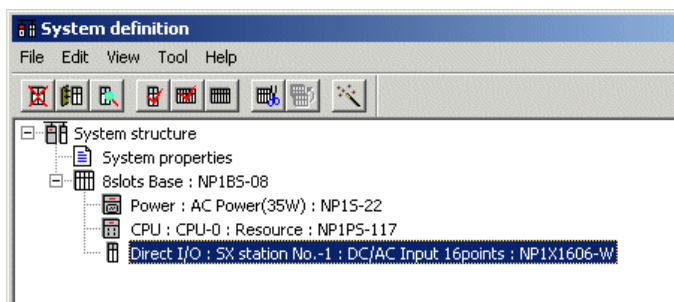 System definition
File Edit View Tool Help
System structure
System properties
8slots Base : NP1BS-08
Power : AC Power(35W) : NP1S-22
CPU : CPU-0 : Resource : NP1PS-117
Direct I/O : SX station No.-1 : DC/AC Input 16points : NP1X1606-W